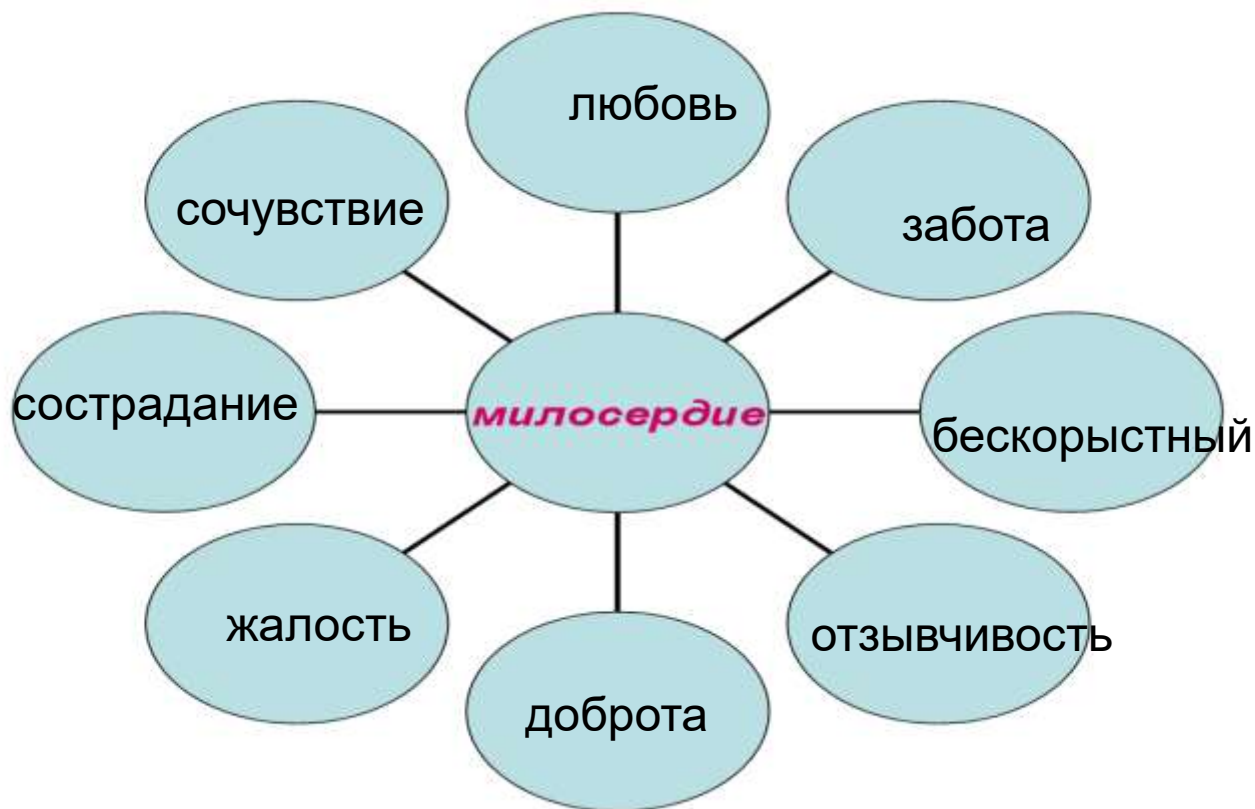 любовь
сочувствие
забота
сострадание
милосердие
бескорыстный
жалость
отзывчивость
доброта